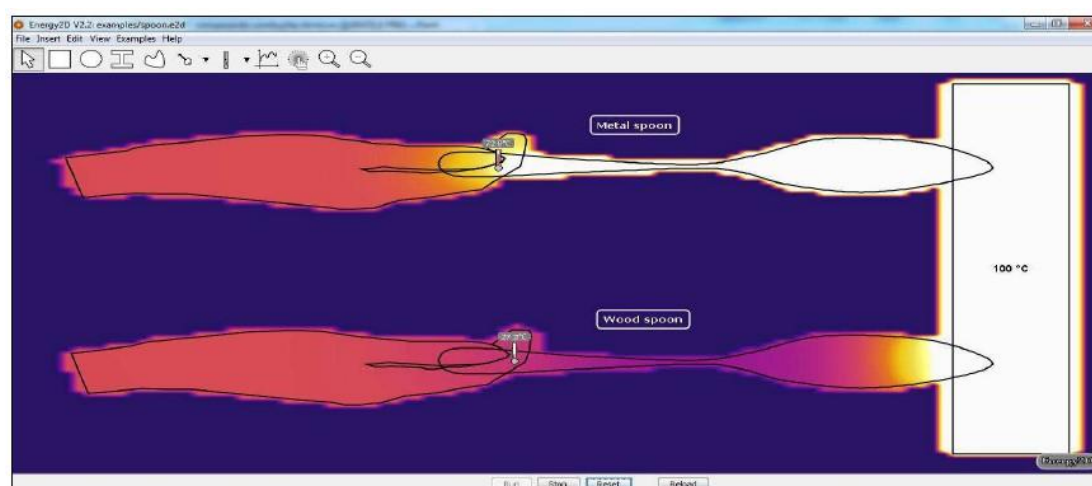 Energy2D V2.2: examples/spoon.e2d
File Insert Edit View Examples Help
Metal spoon
100 °C
Wood spoon
Energy2D
Run Stop Reset Reload